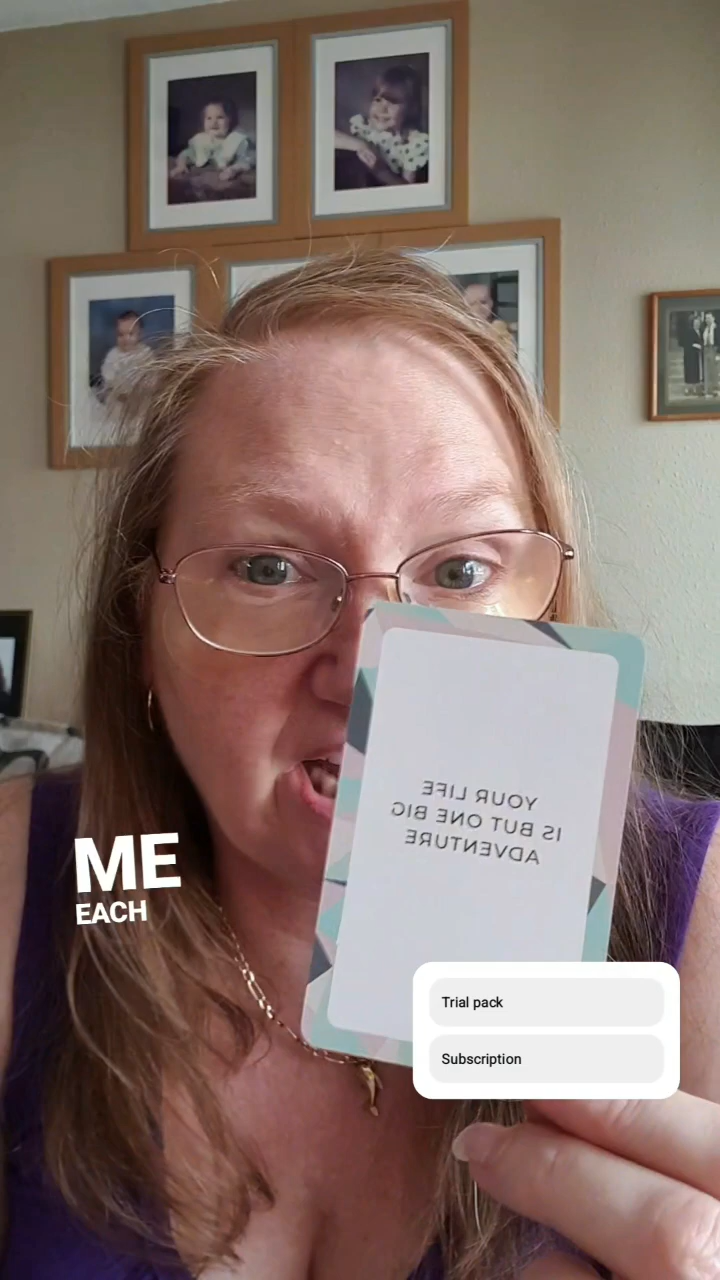 YOUR LIFE
IS BUT ONE BIG
ADVENTURE
ME
EACH
Trial pack
Subscription